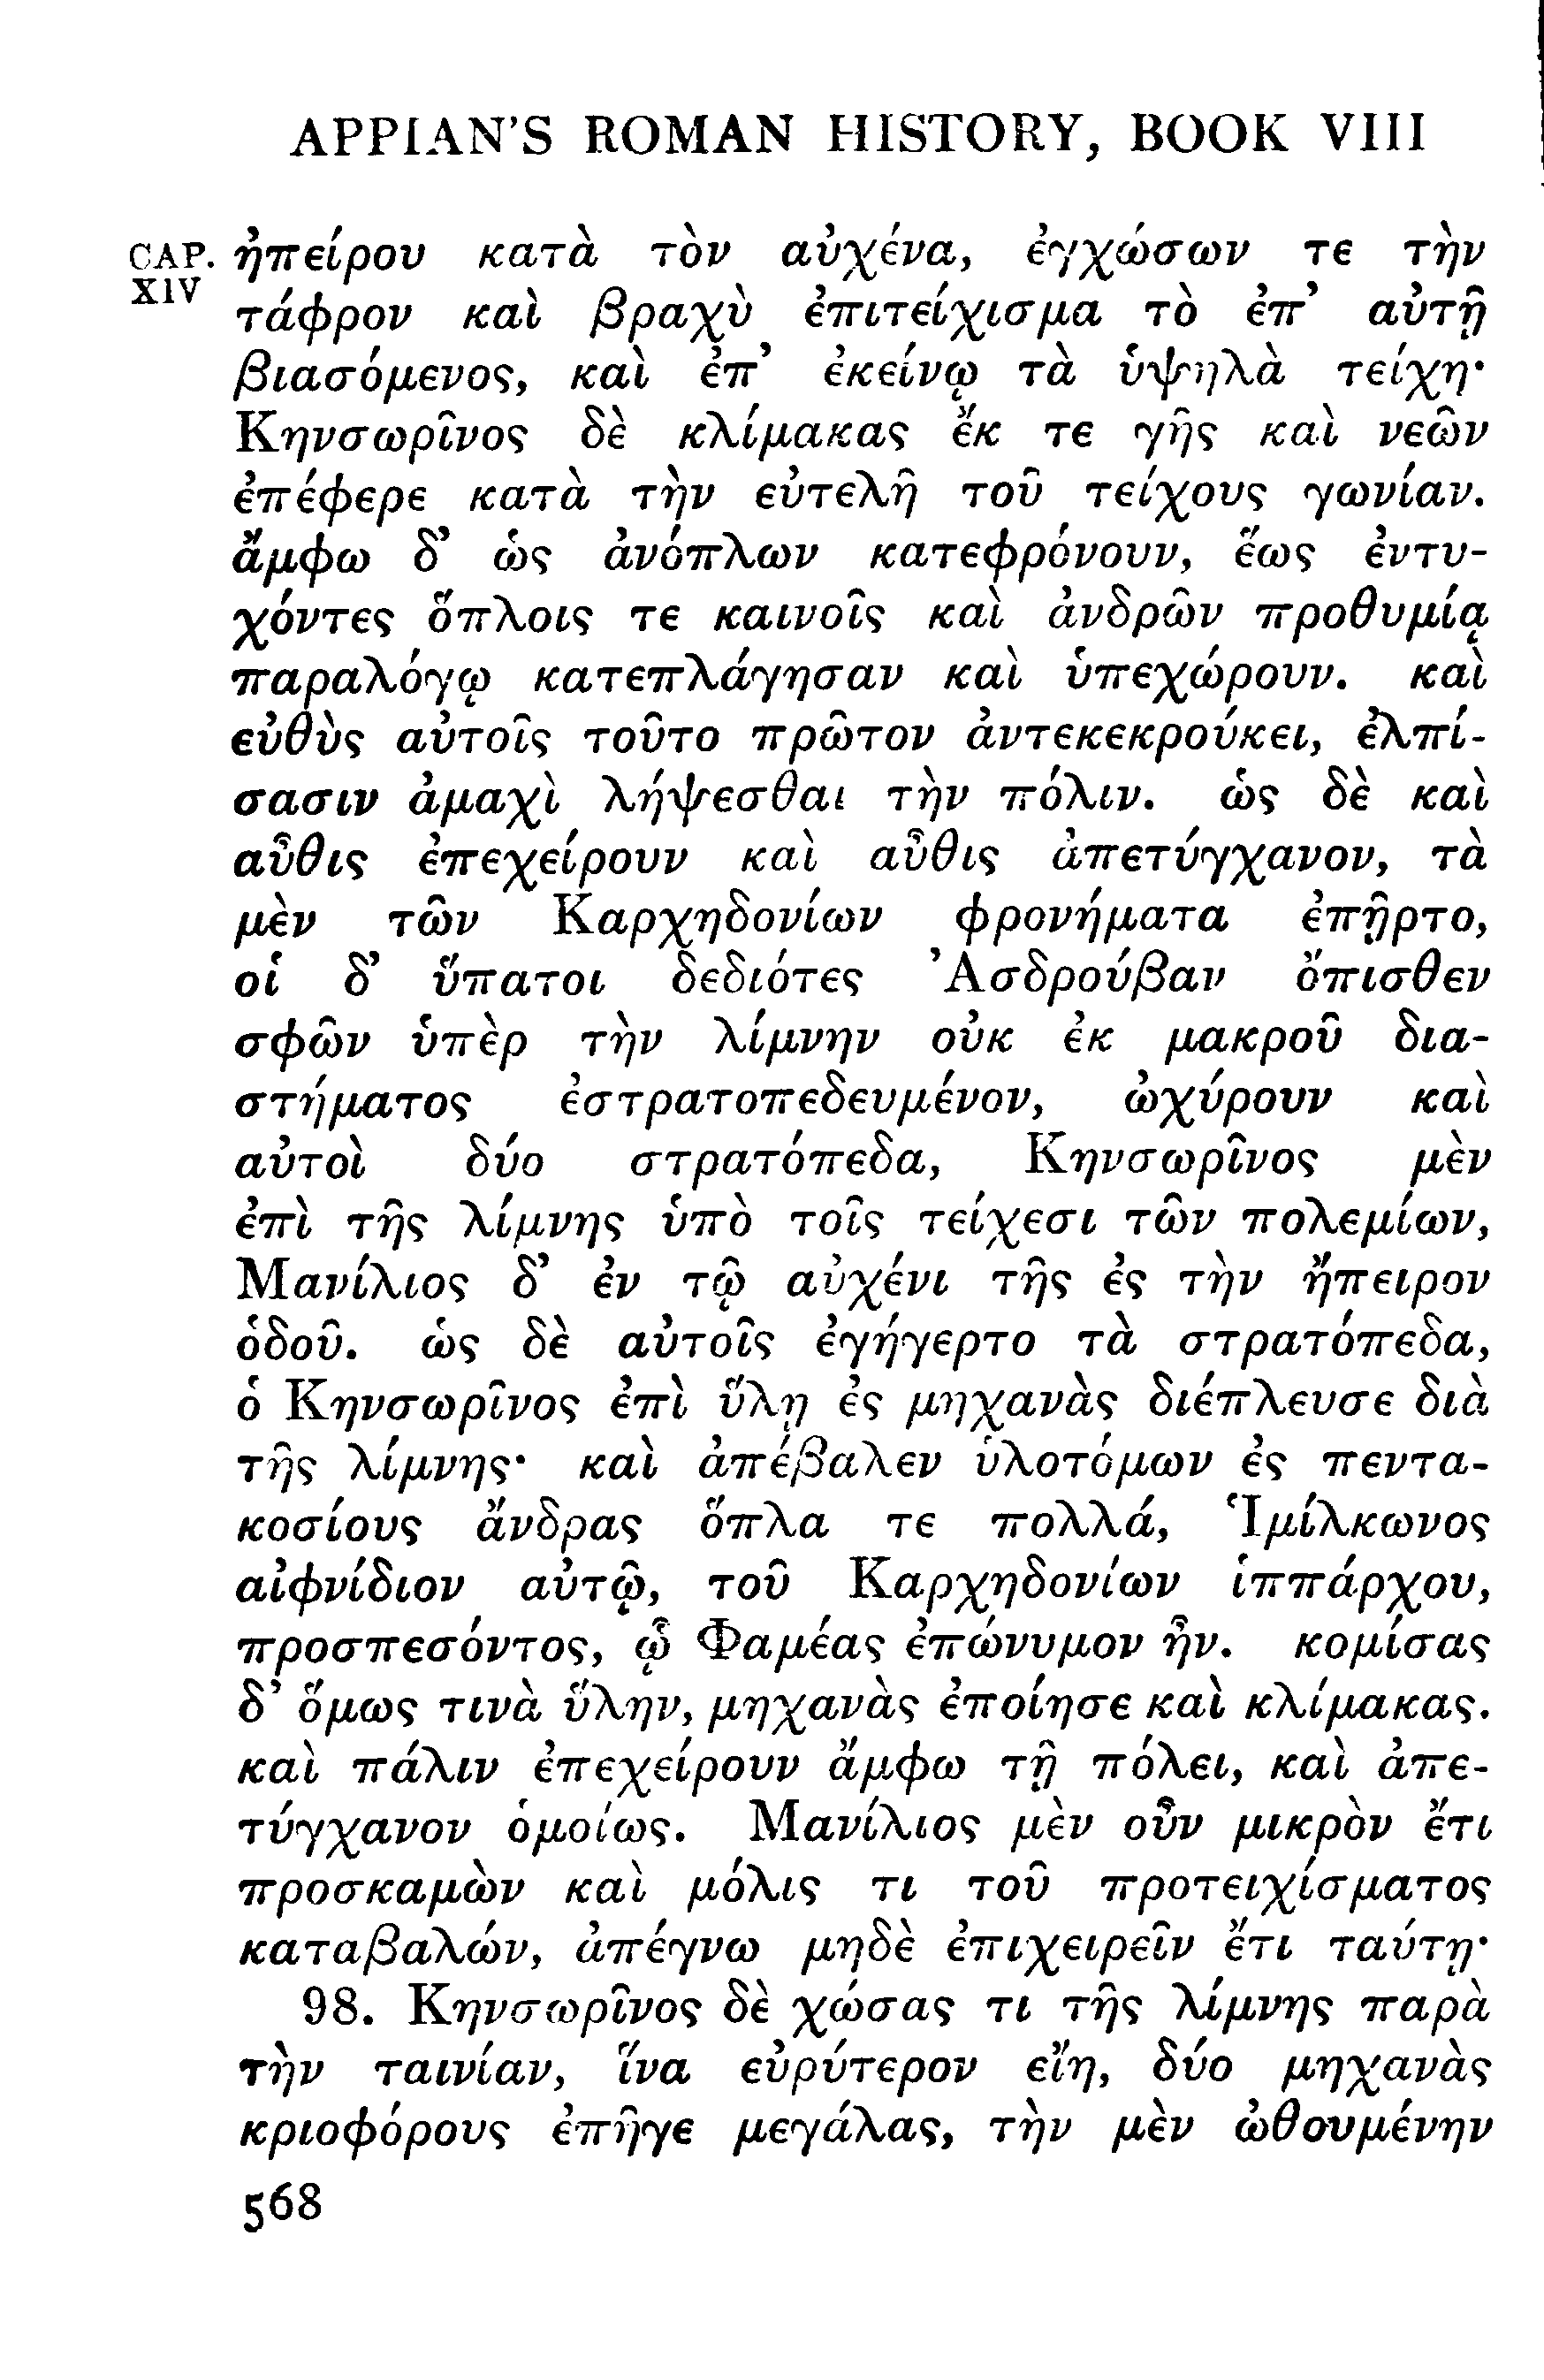 APPIAN'S ROMAN HISTORY, BOOK VIII
CAP. XIV
ἠπείρου κατὰ τὸν αὐχένα, ἐγχώσων τε τὴν
τάφρον καὶ βραχὺ ἐπιτείχισμα τὸ ἐπ' αὐτῇ
βιασόμενος, καὶ ἐπ' ἐκείνῳ τὰ ὑψηλὰ τείχη·
Κηνσωρῖνος δὲ κλίμακας ἔκ τε γῆς καὶ νεῶν
ἐπέφερε κατὰ τὴν εὐτελῆ τοῦ τείχους γωνίαν.
ἄμφω δ' ὡς ἀνόπλων κατεφρόνουν, ἕως ἐντυ-
χόντες ὅπλοις τε καινοῖς καὶ ἀνδρῶν προθυμίᾳ
παραλόγῳ κατεπλάγησαν καὶ ὑπεχώρουν. καὶ
εὐθὺς αὐτοῖς τοῦτο πρῶτον ἀντεκεκρούκει, ἐλπί-
σασιν ἀμαχὶ λήψεσθαι τὴν πόλιν. ὡς δὲ καὶ
αὖθις ἐπεχείρουν καὶ αὖθις ἀπετύγχανον, τὰ
μὲν τῶν Καρχηδονίων φρονήματα ἐπῇρτο,
οἱ δ' ὕπατοι δεδιότες Ἀσδρούβαν ὄπισθεν
σφῶν ὑπὲρ τὴν λίμνην οὐκ ἐκ μακροῦ δια-
στήματος ἐστρατοπεδευμένον, ὠχύρουν καὶ
αὐτοὶ δύο στρατόπεδα, Κηνσωρῖνος μὲν
ἐπὶ τῆς λίμνης ὑπὸ τοῖς τείχεσι τῶν πολεμίων,
Μανίλιος δ' ἐν τῷ αὐχένι τῆς ἐς τὴν ἤπειρον
ὁδοῦ. ὡς δὲ αὐτοῖς ἐγήγερτο τὰ στρατόπεδα,
ὁ Κηνσωρῖνος ἐπὶ ὕλῃ ἐς μηχανὰς διέπλευσε διὰ
τῆς λίμνης· καὶ ἀπέβαλεν ὑλοτόμων ἐς πεντα-
κοσίους ἄνδρας ὅπλα τε πολλά, Ἱμίλκωνος
αἰφνίδιον αὐτῷ, τοῦ Καρχηδονίων ἱππάρχου,
προσπεσόντος, ᾧ Φαμέας ἐπώνυμον ἦν. κομίσας
δ' ὅμως τινὰ ὕλην, μηχανὰς ἐποίησε καὶ κλίμακας.
καὶ πάλιν ἐπεχείρουν ἄμφω τῇ πόλει, καὶ ἀπε-
τύγχανον ὁμοίως. Μανίλιος μὲν οὖν μικρὸν ἔτι
προσκαμὼν καὶ μόλις τι τοῦ προτειχίσματος
καταβαλών, ἀπέγνω μηδὲ ἐπιχειρεῖν ἔτι ταύτῃ·
98. Κηνσωρῖνος δὲ χώσας τι τῆς λίμνης παρὰ
τὴν ταινίαν, ἵνα εὐρύτερον εἴη, δύο μηχανὰς
κριοφόρους ἐπῆγε μεγάλας, τὴν μὲν ὠθουμένην
568